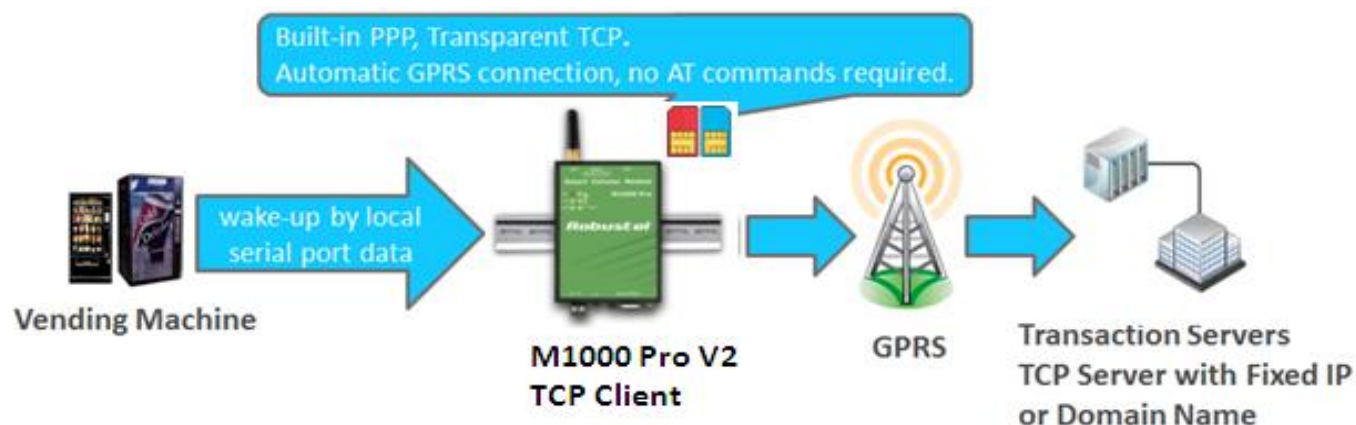 Built-in PPP, Transparent TCP.
Automatic GPRS connection, no AT commands required.
wake-up by local
serial port data
Robustel
Vending Machine
M1000 Pro V2
TCP Client
GPRS
Transaction Servers
TCP Server with Fixed IP
or Domain Name